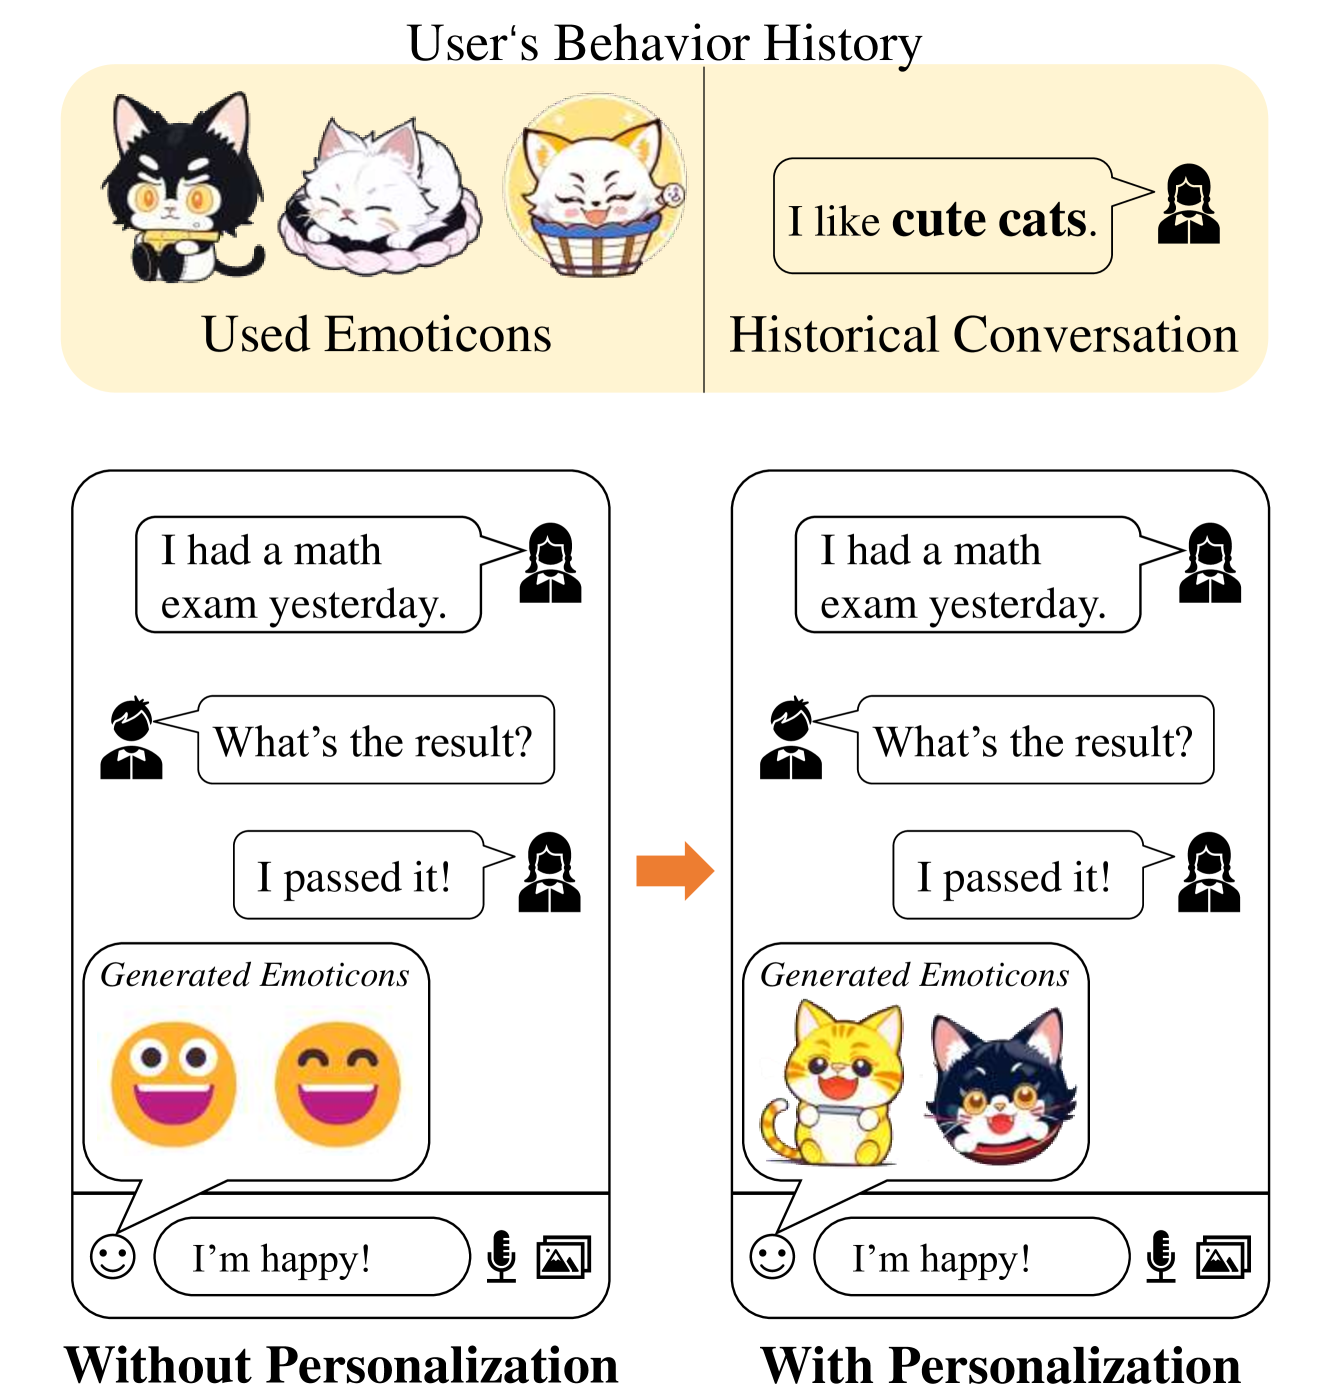 User‘s Behavior History
I like cute cats.
Used Emoticons
Historical Conversation
I had a math
exam yesterday.
What’s the result?
I passed it!
Generated Emoticons
I’m happy!
Without Personalization
I had a math
exam yesterday.
What’s the result?
I passed it!
Generated Emoticons
I’m happy!
With Personalization